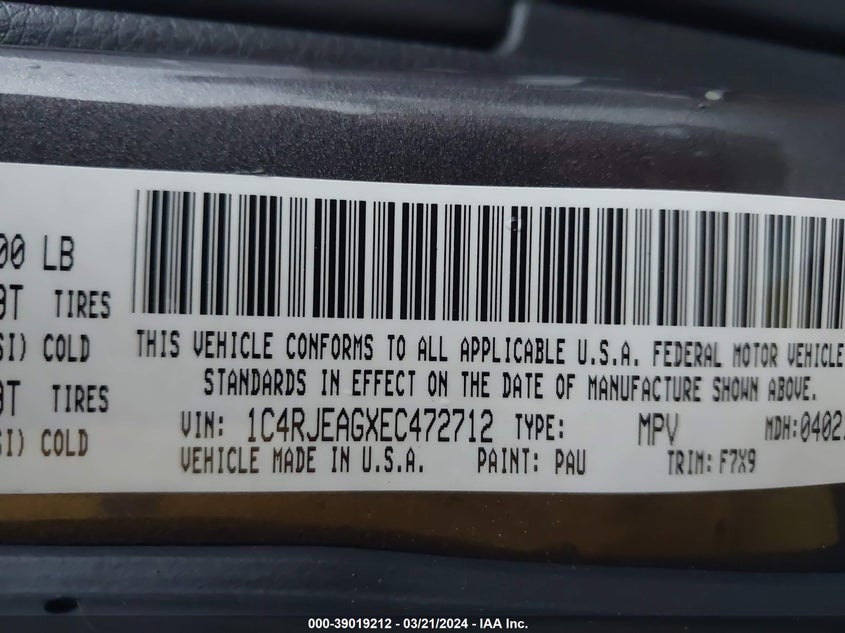 00 LB
TIRES
SI) COLD
TIRES
SI) COLD
THIS VEHICLE CONFORMS TO ALL APPLICABLE U.S.A. FEDERAL MOTOR VEHICLE
STANDARDS IN EFFECT ON THE DATE OF MANUFACTURE SHOWN ABOVE.
VIN: 1C4RJEAGXEC472712 TYPE: MPV MDH:0402
VEHICLE MADE IN U.S.A. PAINT: PAU TRIM: F7X9
000-39019212 - 03/21/2024 - IAA Inc.